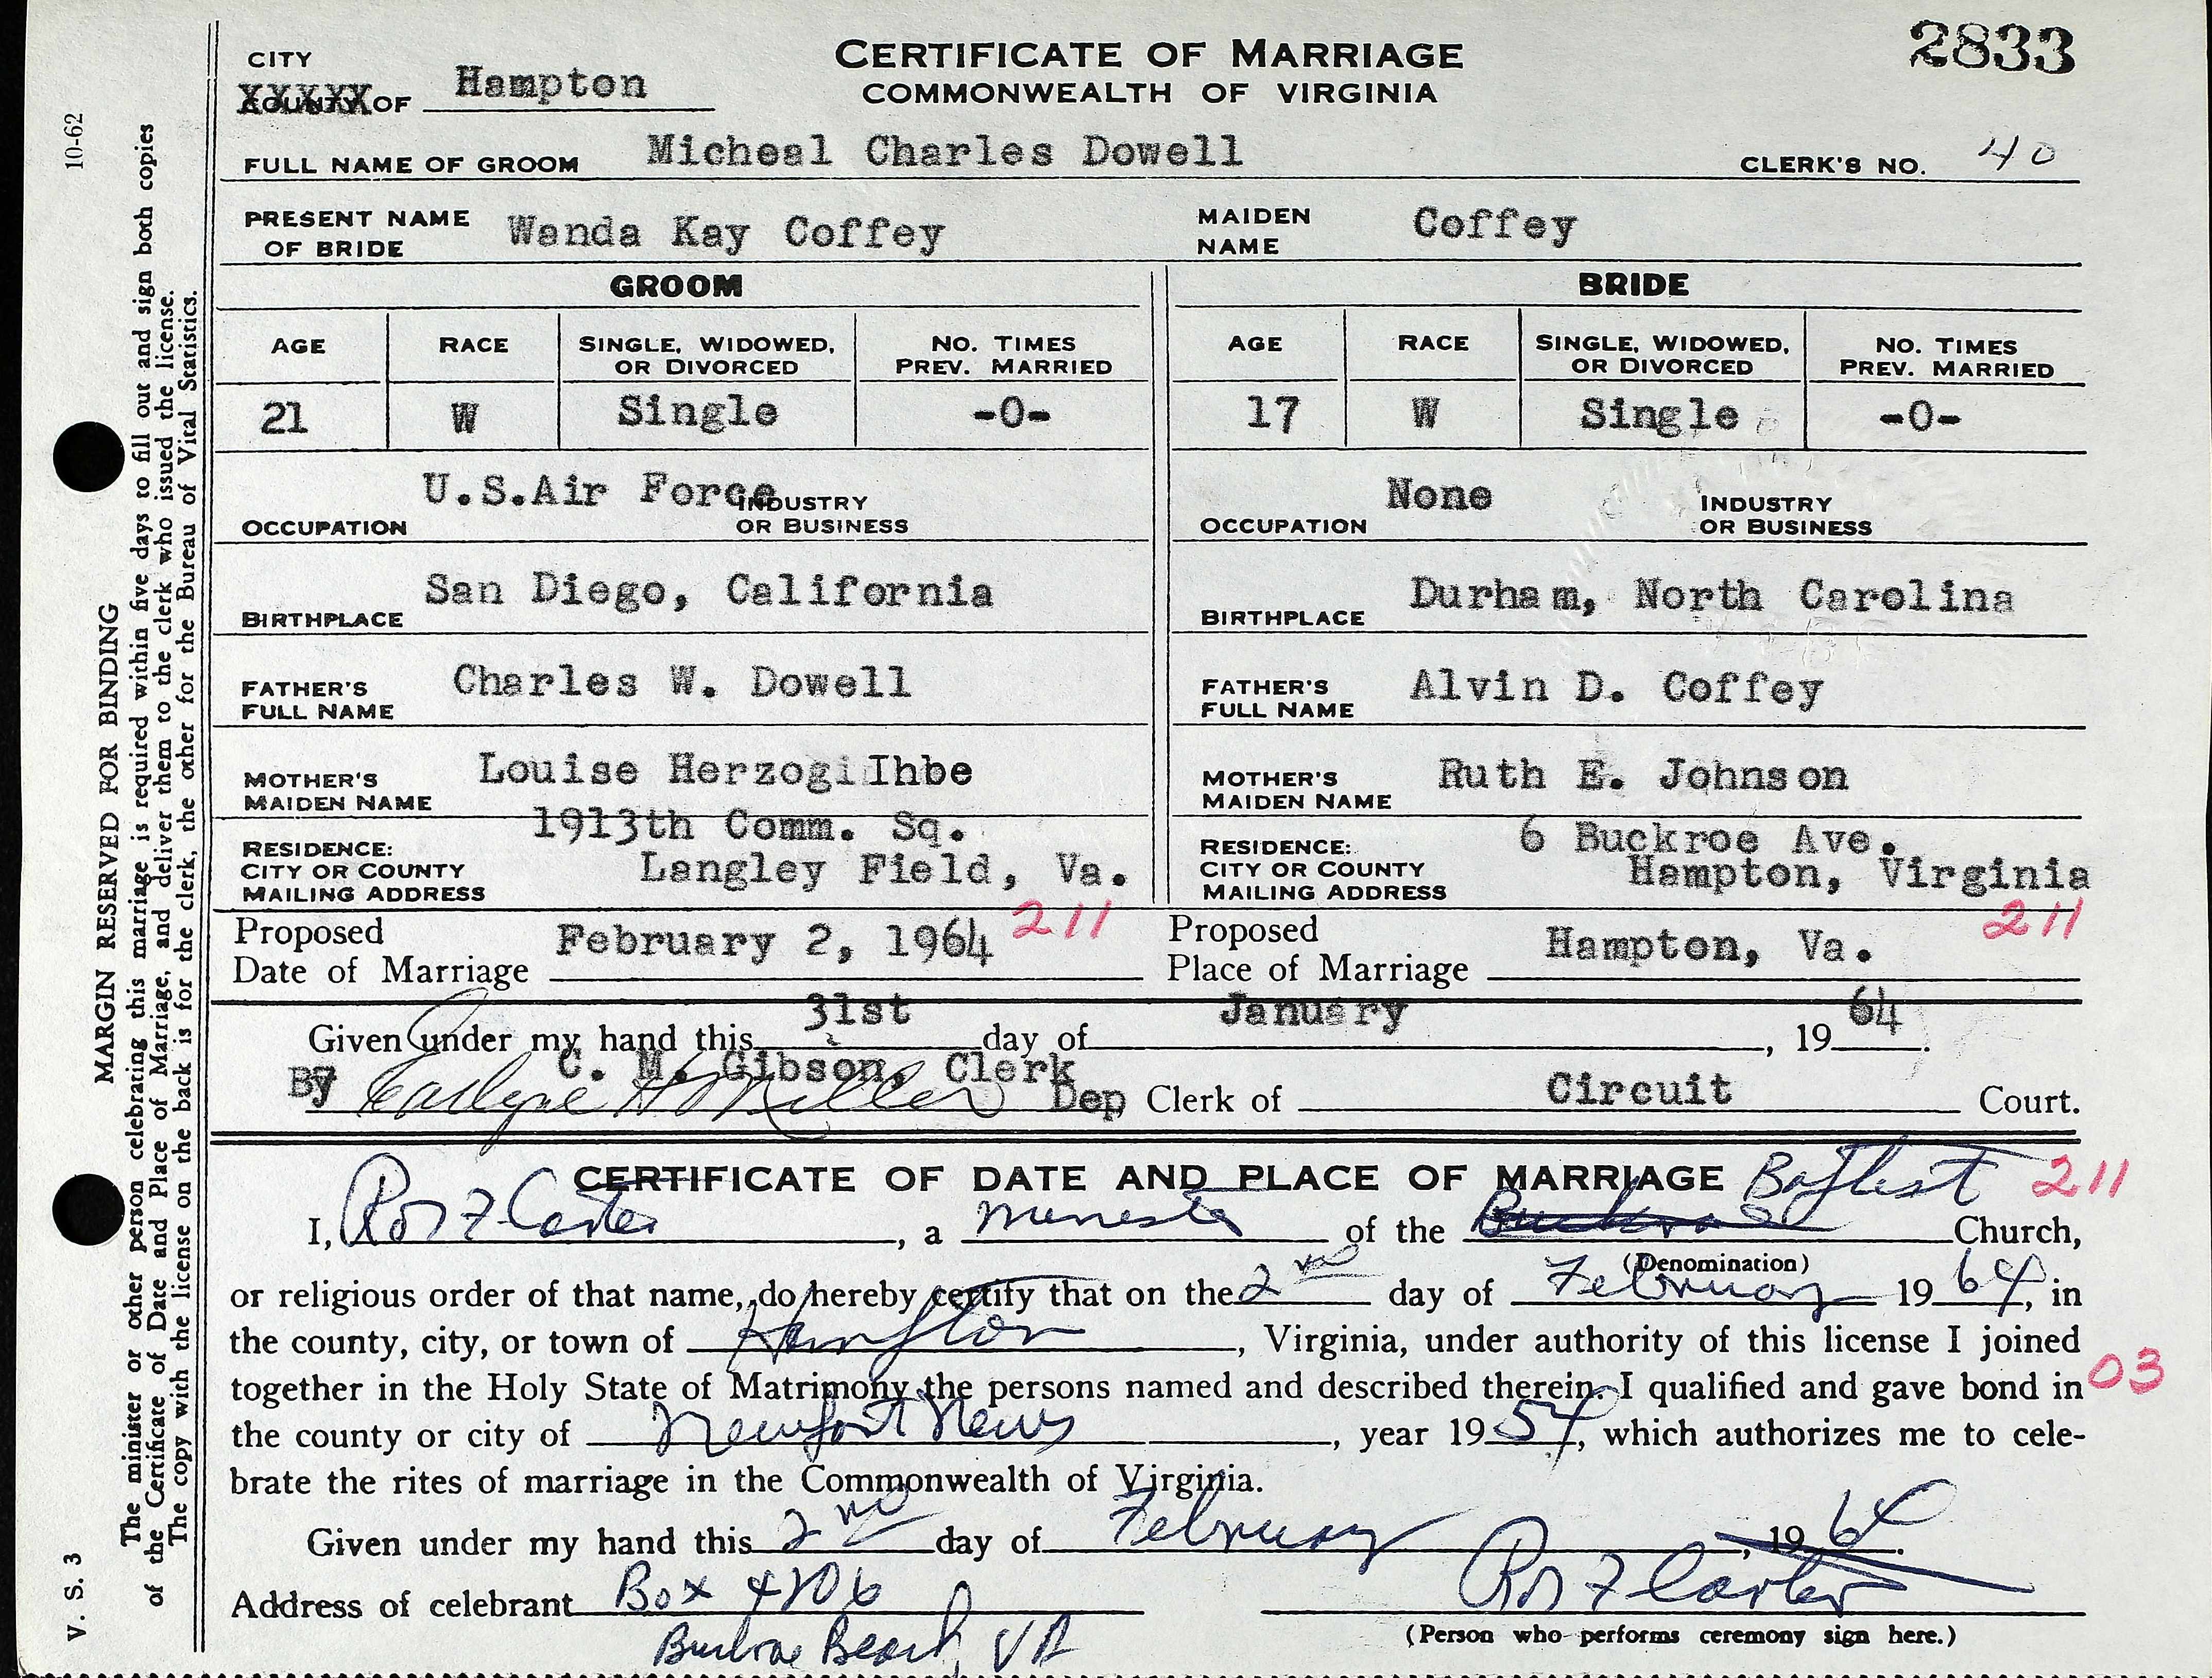 CITY
COUNTY OF Hampton
CERTIFICATE OF MARRIAGE
COMMONWEALTH OF VIRGINIA
2833
FULL NAME OF GROOM Micheal Charles Dowell CLERK'S NO. 40
PRESENT NAME OF BRIDE Wanda Kay Coffey MAIDEN NAME Coffey
GROOM BRIDE
AGE RACE SINGLE, WIDOWED, OR DIVORCED NO. TIMES PREV. MARRIED AGE RACE SINGLE, WIDOWED, OR DIVORCED NO. TIMES PREV. MARRIED
21 W Single -0- 17 W Single -0-
OCCUPATION U.S.Air Force INDUSTRY OR BUSINESS OCCUPATION None INDUSTRY OR BUSINESS
BIRTHPLACE San Diego, California BIRTHPLACE Durham, North Carolina
FATHER'S FULL NAME Charles W. Dowell FATHER'S FULL NAME Alvin D. Coffey
MOTHER'S MAIDEN NAME Louise Herzogi Ihbe MOTHER'S MAIDEN NAME Ruth E. Johnson
RESIDENCE: CITY OR COUNTY MAILING ADDRESS 1913th Comm. Sq. Langley Field, Va. RESIDENCE: CITY OR COUNTY MAILING ADDRESS 6 Buckroe Ave. Hampton, Virginia
211 211
Proposed Date of Marriage February 2, 1964 Proposed Place of Marriage Hampton, Va.
Given under my hand this 31st day of January, 1964.
C. M. Gibson, Clerk
By H Miller Dep Clerk of Circuit Court.
CERTIFICATE OF DATE AND PLACE OF MARRIAGE Baptist 211
I, Carter, a minister of the Buckroe Church,
(Denomination)
or religious order of that name, do hereby certify that on the 2nd day of February 1964, in
the county, city, or town of Hampton, Virginia, under authority of this license I joined
together in the Holy State of Matrimony the persons named and described therein. I qualified and gave bond in 03
the county or city of Newport News, year 1954, which authorizes me to cele-
brate the rites of marriage in the Commonwealth of Virginia.
Given under my hand this 2nd day of February, 1964.
Address of celebrant Box 4206 Carter
Buckroe Beach, VA
(Person who performs ceremony sign here.)
10-62
MARGIN RESERVED FOR BINDING
The minister or other person celebrating this marriage is required within five days to fill out and sign both copies
of the Certificate of Date and Place of Marriage, and deliver them to the clerk who issued the license.
The copy with the license on the back is for the clerk, the other for the Bureau of Vital Statistics.
V. S. 3